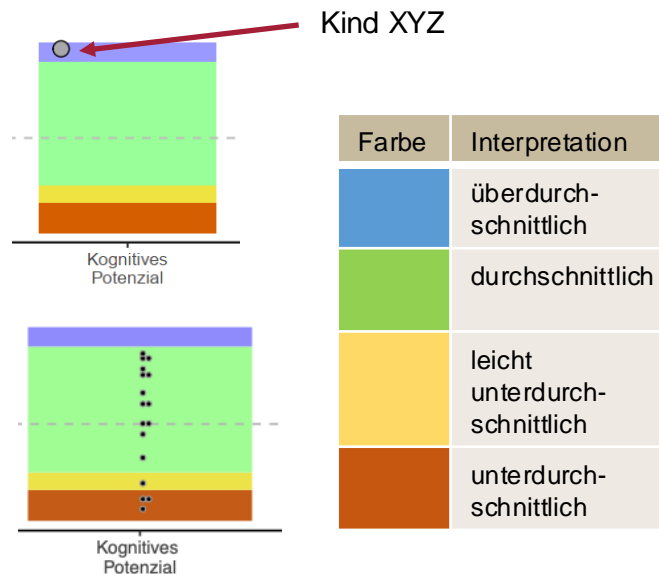 Kind XYZ
Kognitives
Potenzial
Farbe Interpretation
überdurch-
schnittlich
durchschnittlich
leicht
unterdurch-
schnittlich
unterdurch-
schnittlich
Kognitives
Potenzial